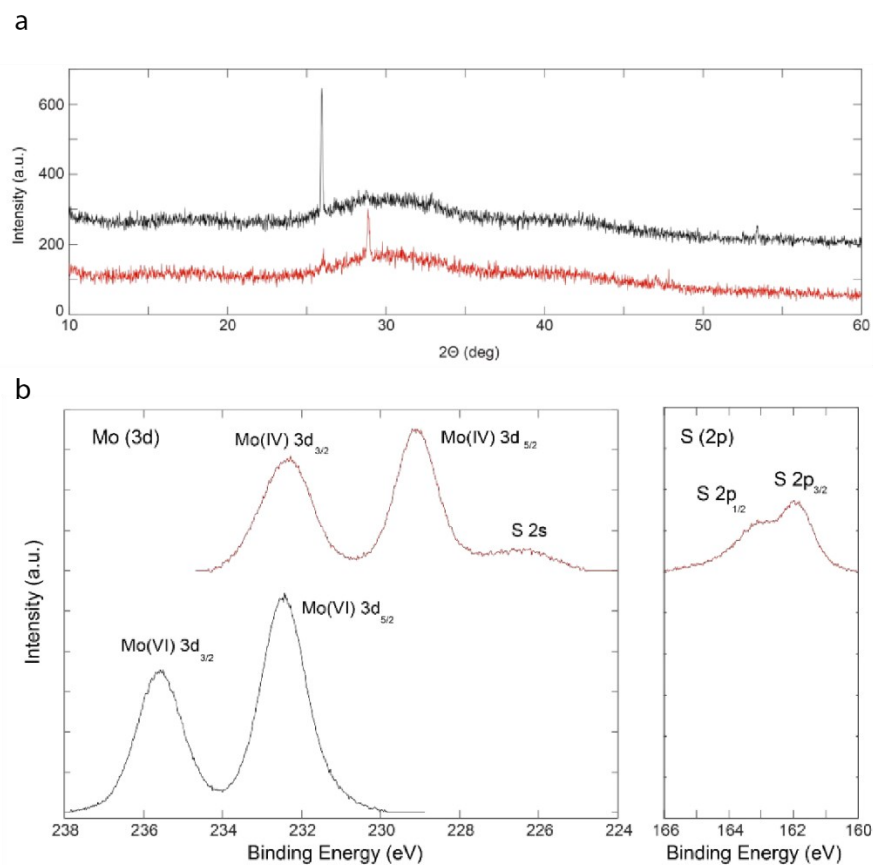 a
Intensity (a.u.)
600
400
200
0
10 20 30 40 50 60
2Θ (deg)
b
Mo (3d)
Mo(IV) 3d3/2
Mo(IV) 3d5/2
S 2s
Mo(VI) 3d3/2
Mo(VI) 3d5/2
Intensity (a.u.)
238 236 234 232 230 228 226 224
Binding Energy (eV)
S (2p)
S 2p1/2
S 2p3/2
166 164 162 160
Binding Energy (eV)